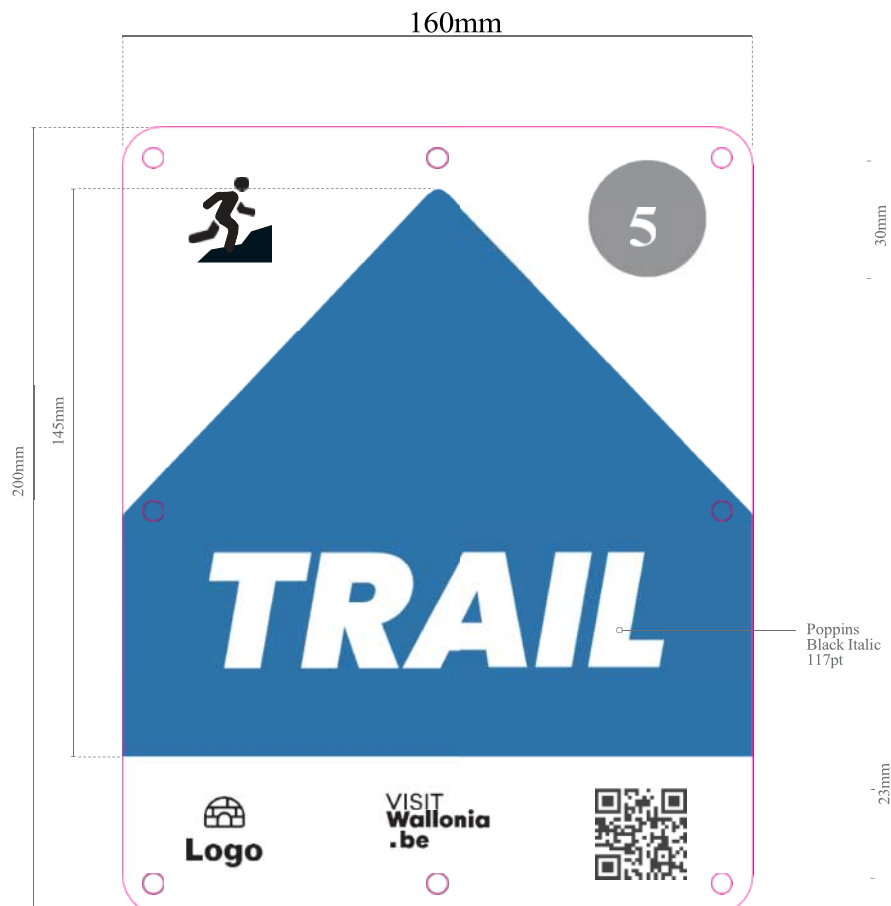 160mm
5
30mm
145mm
200mm
TRAIL
Poppins
Black Italic
117pt
23mm
Logo
VISIT
Wallonia
.be